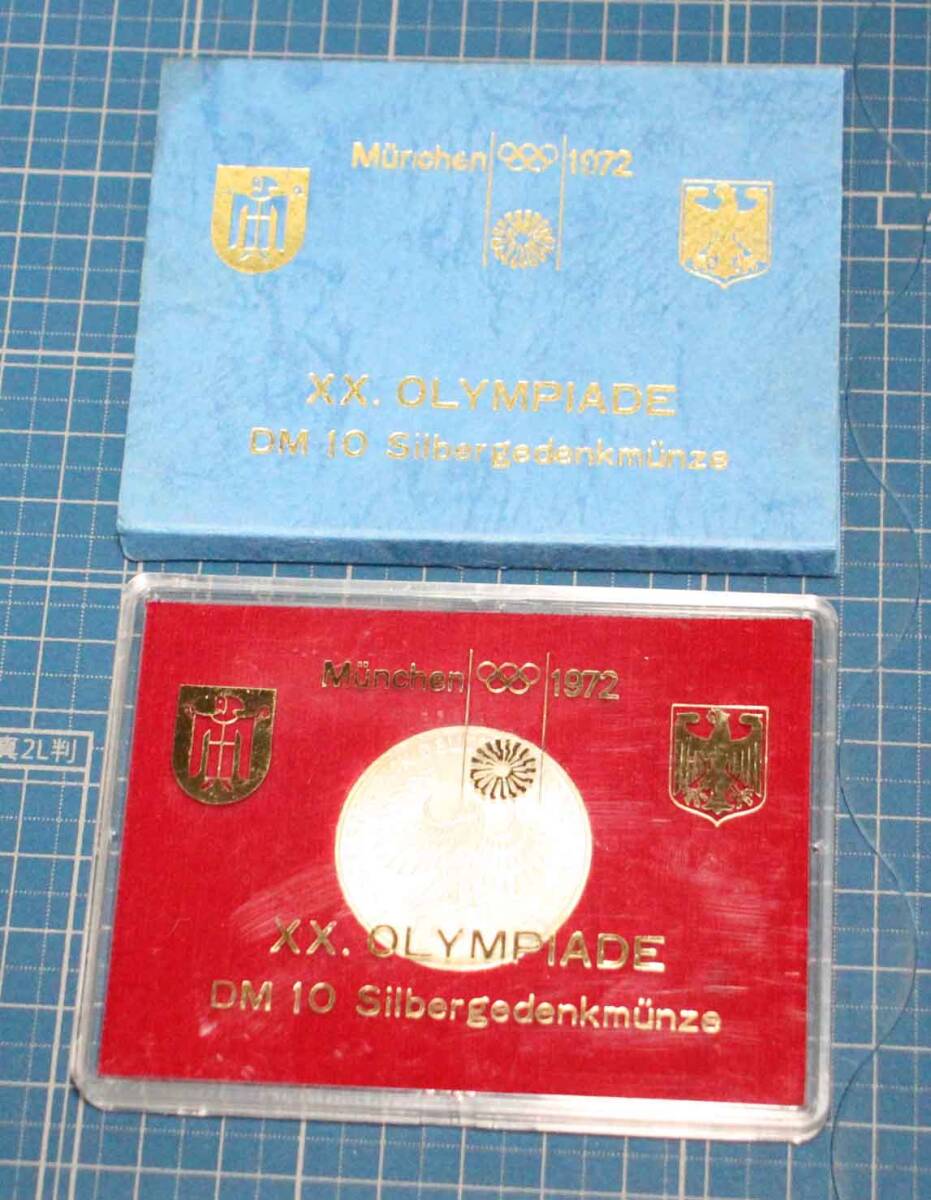 München 1972
XX. OLYMPIADE
DM 10 Silbergedenkmünze
München 1972
XX. OLYMPIADE
DM 10 Silbergedenkmünze
真2L判